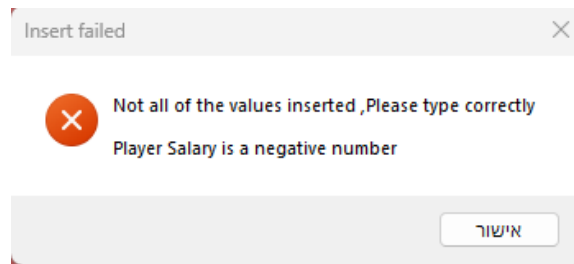 Insert failed
Not all of the values inserted ,Please type correctly
Player Salary is a negative number
אישור